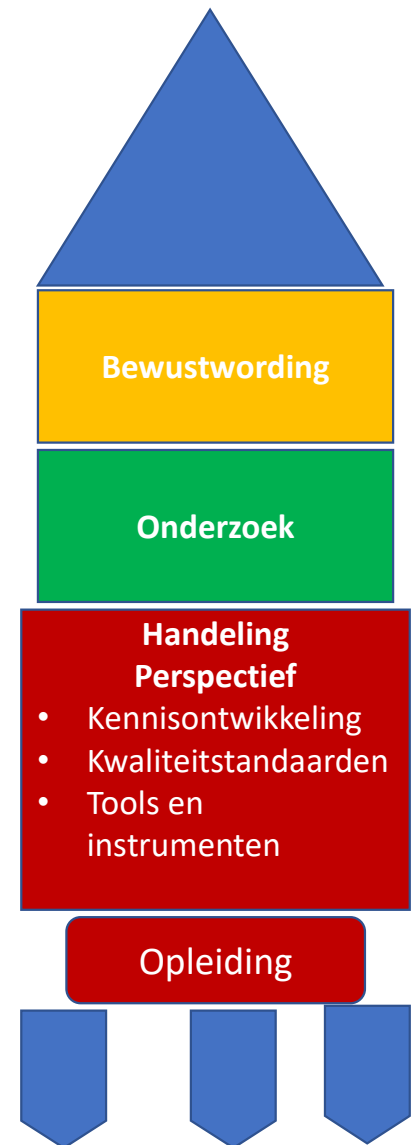 Bewustwording
Onderzoek
Handeling
Perspectief
• Kennisontwikkeling
• Kwaliteitstandaarden
• Tools en
instrumenten
Opleiding